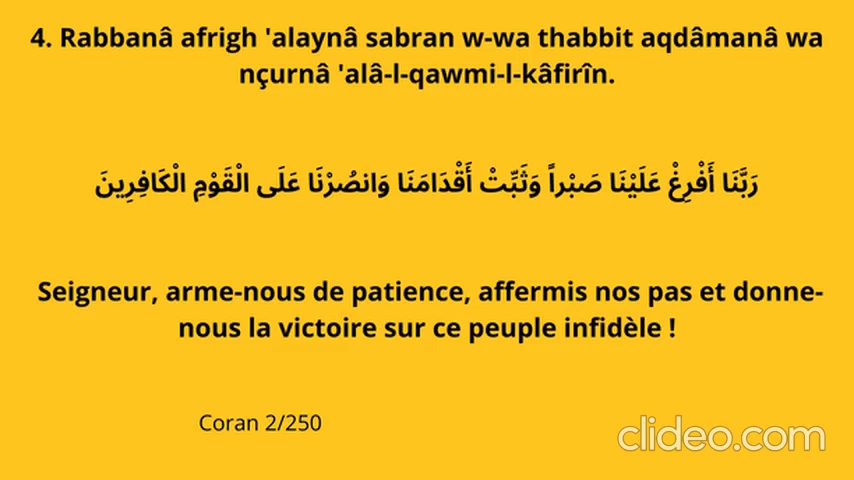 4. Rabbanâ afrigh 'alaynâ sabran w-wa thabbit aqdâmanâ wa
nçurnâ 'alâ-l-qawmi-l-kâfirîn.
رَبَّنَا أَفْرِغْ عَلَيْنَا صَبْراً وَثَبِّتْ أَقْدَامَنَا وَانصُرْنَا عَلَى الْقَوْمِ الْكَافِرِينَ
Seigneur, arme-nous de patience, affermis nos pas et donne-
nous la victoire sur ce peuple infidèle !
Coran 2/250
clideo.com